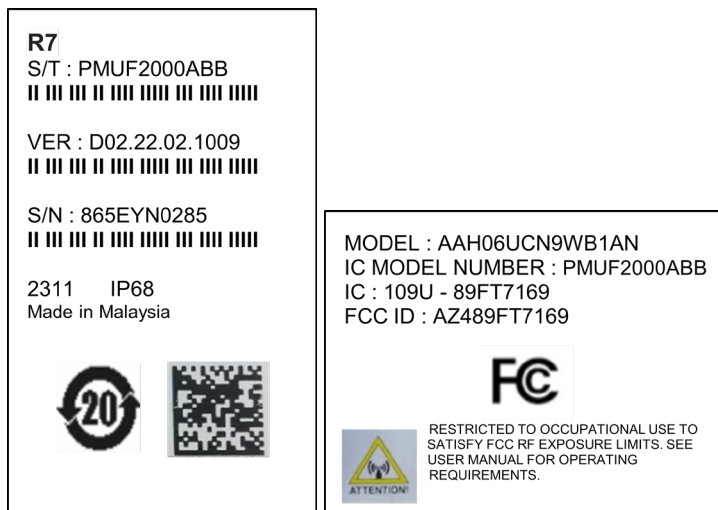 R7
S/T : PMUF2000ABB
VER : D02.22.02.1009
S/N : 865EYN0285
2311 IP68
Made in Malaysia
20
MODEL : AAH06UCN9WB1AN
IC MODEL NUMBER : PMUF2000ABB
IC : 109U - 89FT7169
FCC ID : AZ489FT7169
FC
ATTENTION!
RESTRICTED TO OCCUPATIONAL USE TO
SATISFY FCC RF EXPOSURE LIMITS. SEE
USER MANUAL FOR OPERATING
REQUIREMENTS.